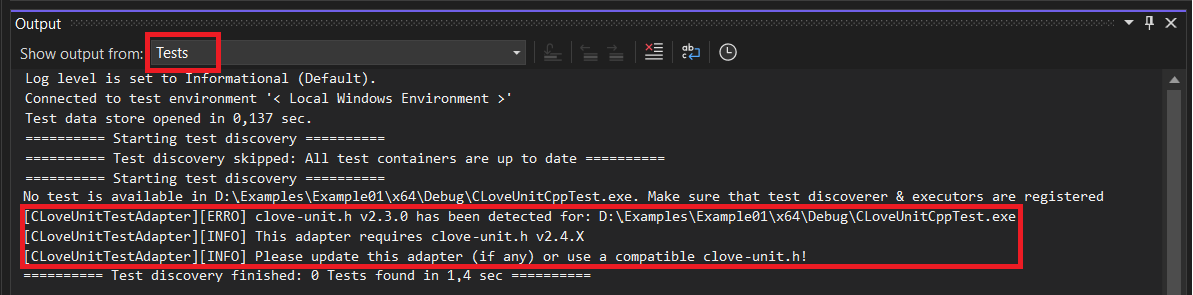 Output
Show output from: Tests
Log level is set to Informational (Default).
Connected to test environment '< Local Windows Environment >'
Test data store opened in 0,137 sec.
========== Starting test discovery ==========
========== Test discovery skipped: All test containers are up to date ==========
========== Starting test discovery ==========
No test is available in D:\Examples\Example01\x64\Debug\CLoveUnitCppTest.exe. Make sure that test discoverer & executors are registered
[CLoveUnitTestAdapter][ERRO] clove-unit.h v2.3.0 has been detected for: D:\Examples\Example01\x64\Debug\CLoveUnitCppTest.exe
[CLoveUnitTestAdapter][INFO] This adapter requires clove-unit.h v2.4.X
[CLoveUnitTestAdapter][INFO] Please update this adapter (if any) or use a compatible clove-unit.h!
========== Test discovery finished: 0 Tests found in 1,4 sec ==========